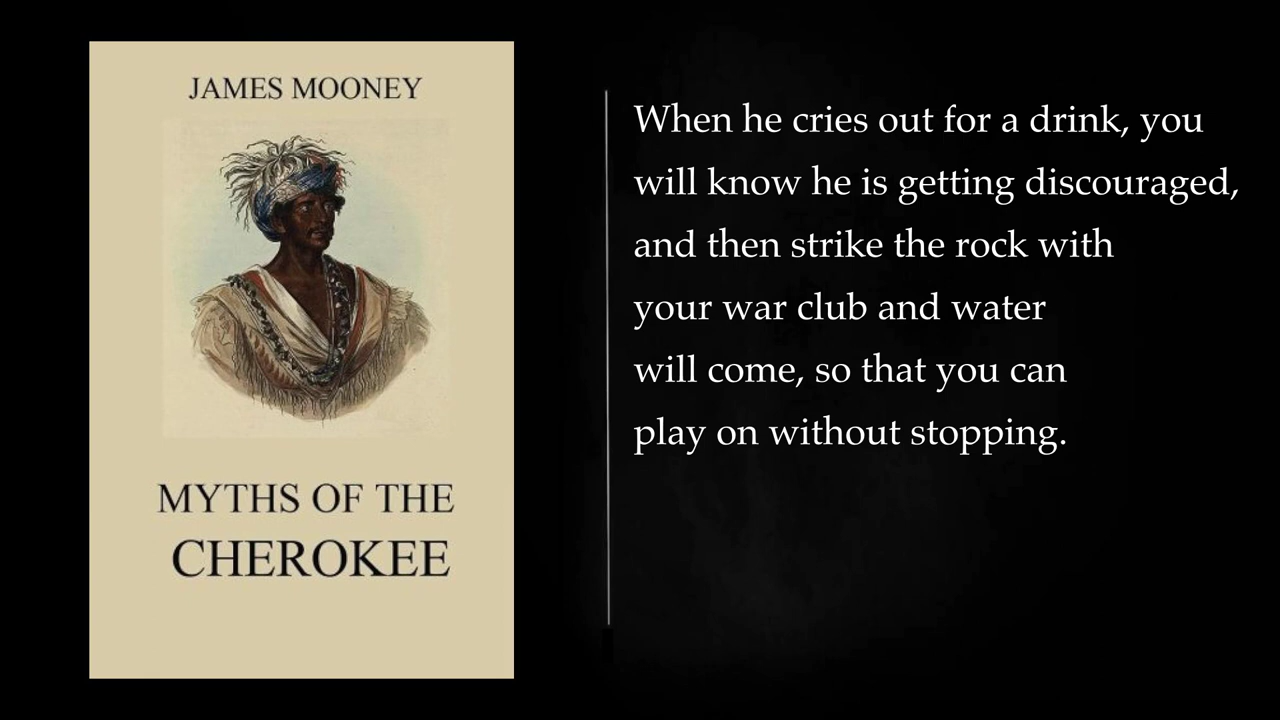 JAMES MOONEY
MYTHS OF THE
CHEROKEE
When he cries out for a drink, you
will know he is getting discouraged,
and then strike the rock with
your war club and water
will come, so that you can
play on without stopping.